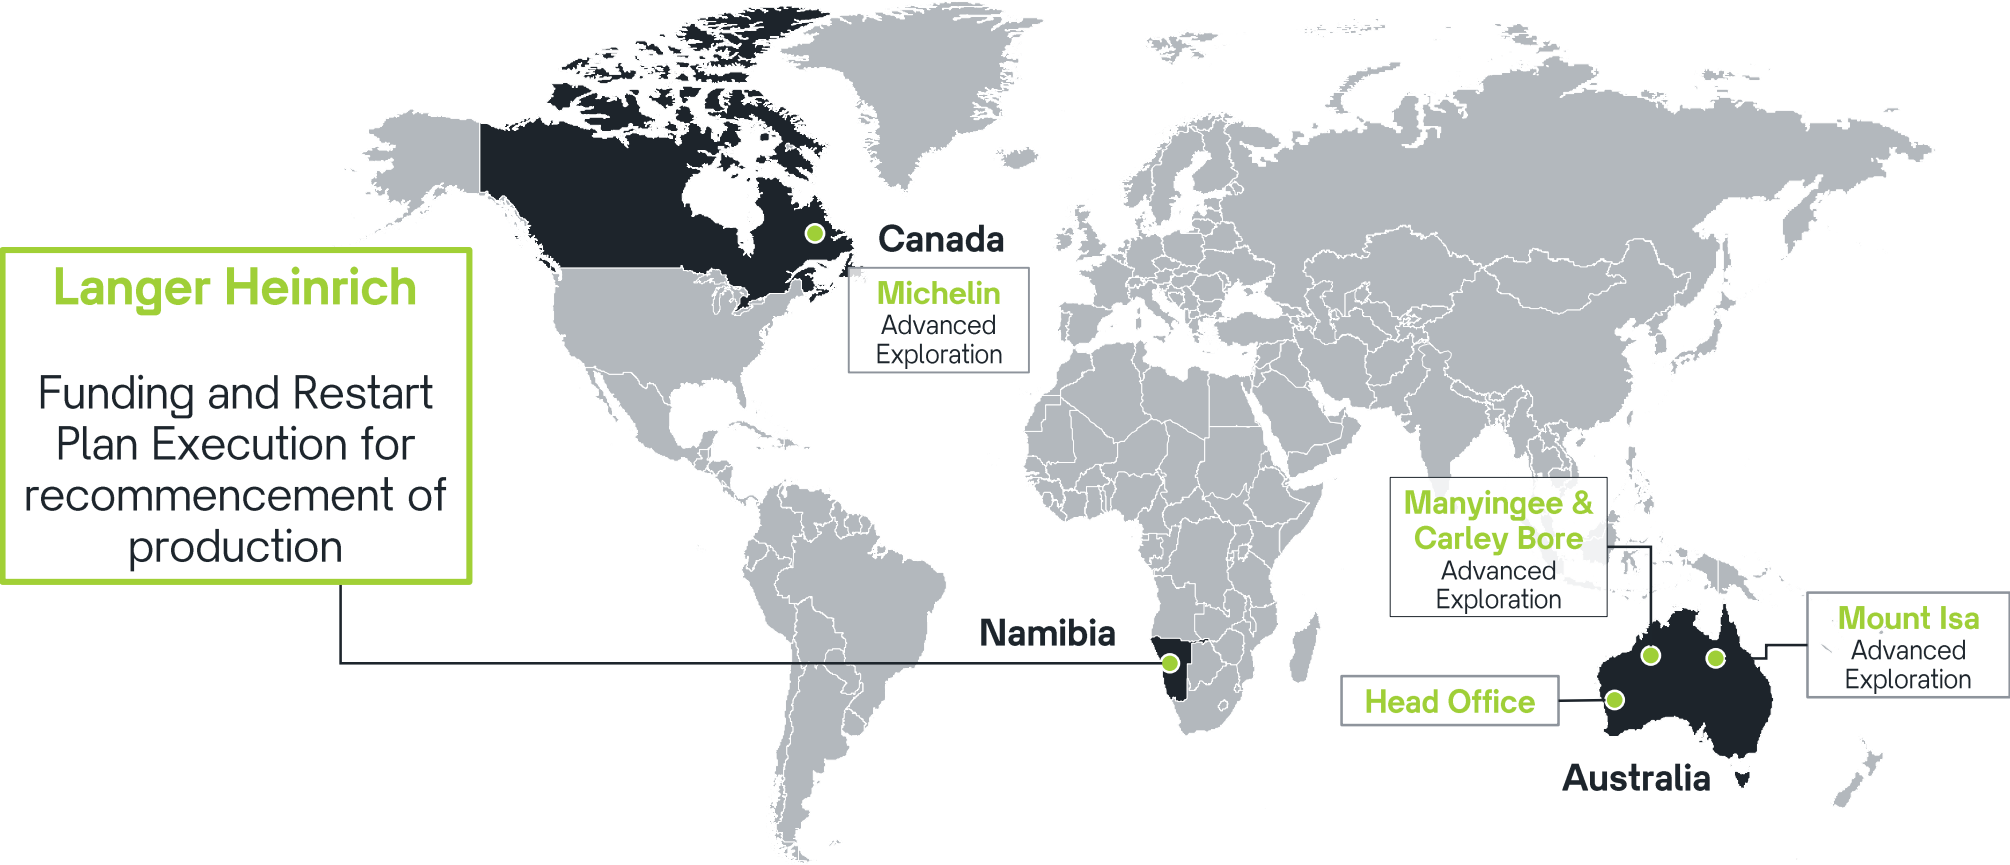 Langer Heinrich
Funding and Restart
Plan Execution for
recommencement of
production
Canada
Michelin
Advanced
Exploration
Namibia
Manyingee &
Carley Bore
Advanced
Exploration
Mount Isa
Advanced
Exploration
Head Office
Australia